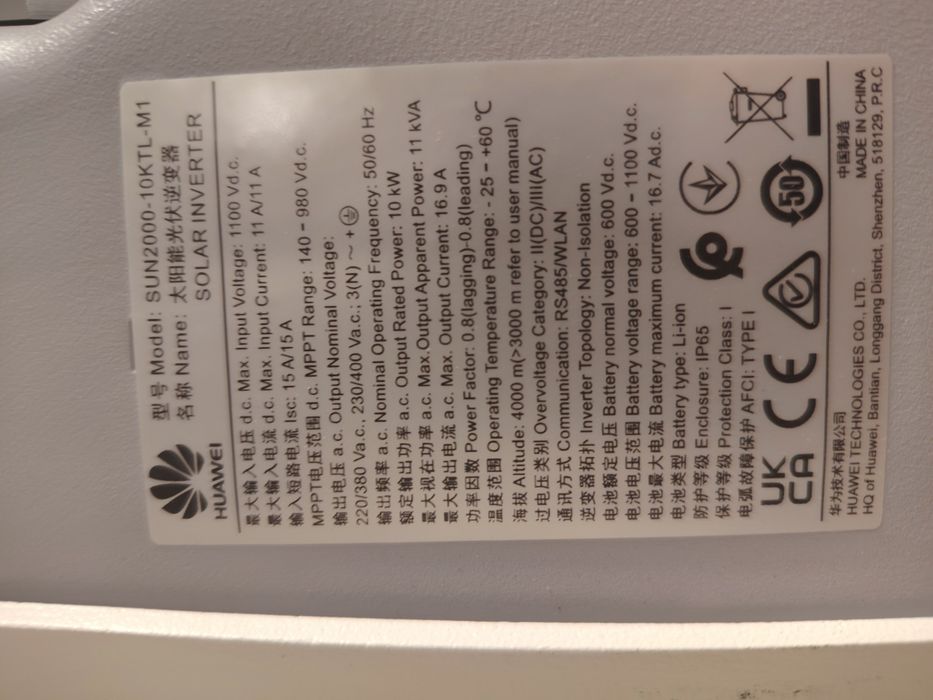 HUAWEI
型号 Model: SUN2000-10KTL-M1
名称 Name: 太阳能光伏逆变器
SOLAR INVERTER
最大输入电压 d.c. Max. Input Voltage: 1100 Vd.c.
最大输入电流 d.c. Max. Input Current: 11 A/11 A
输入短路电流 Isc: 15 A/15 A
MPPT电压范围 d.c. MPPT Range: 140 - 980 Vd.c.
输出电压 a.c. Output Nominal Voltage:
220/380 Va.c., 230/400 Va.c.; 3(N) ~ + ⏚
输出频率 a.c. Nominal Operating Frequency: 50/60 Hz
额定输出功率 a.c. Output Rated Power: 10 kW
最大视在功率 a.c. Max.Output Apparent Power: 11 kVA
最大输出电流 a.c. Max. Output Current: 16.9 A
功率因数 Power Factor: 0.8(lagging)-0.8(leading)
温度范围 Operating Temperature Range: - 25 - +60 ℃
海拔 Altitude: 4000 m(>3000 m refer to user manual)
过电压类别 Overvoltage Category: II(DC)/III(AC)
通讯方式 Communication: RS485/WLAN
逆变器拓扑 Inverter Topology: Non-Isolation
电池额定电压 Battery normal voltage: 600 Vd.c.
电池电压范围 Battery voltage range: 600 - 1100 Vd.c.
电池最大电流 Battery maximum current: 16.7 Ad.c.
电池类型 Battery type: Li-ion
防护等级 Enclosure: IP65
保护等级 Protection Class: I
电弧故障保护 AFCI: TYPE I
UK
CA
CE
50
华为技术有限公司
中国制造
HUAWEI TECHNOLOGIES CO., LTD.
MADE IN CHINA
HQ of Huawei, Bantian, Longgang District, Shenzhen, 518129, P.R.C